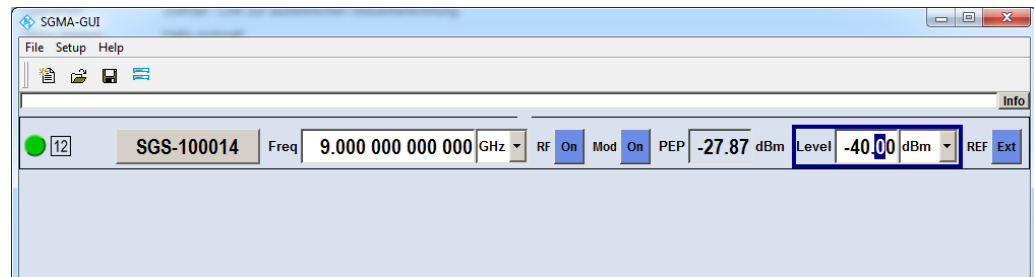 SGMA-GUI
File Setup Help
Info
12 SGS-100014 Freq 9.000 000 000 000 GHz RF On Mod On PEP -27.87 dBm Level -40.00 dBm REF Ext